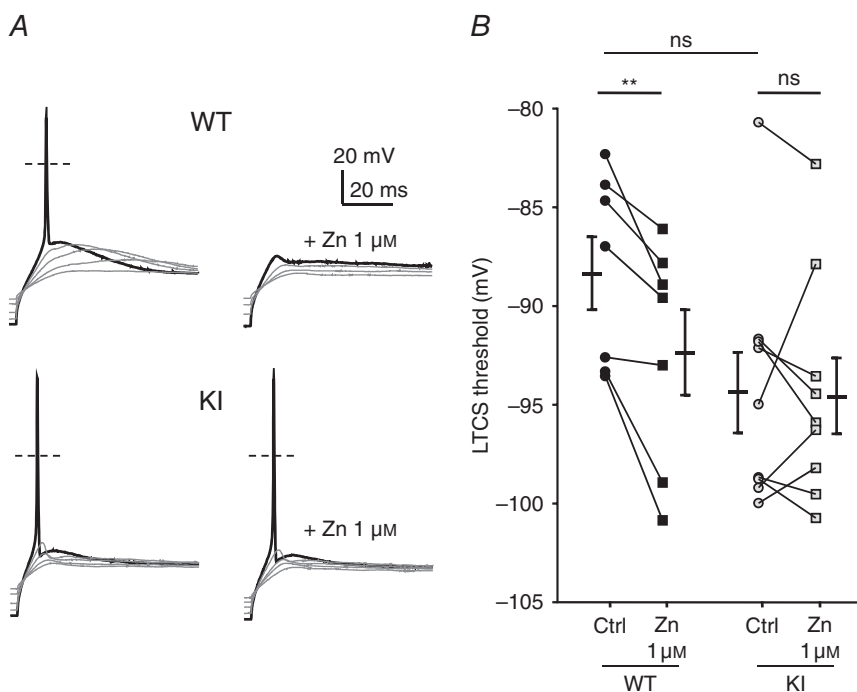 A
B
WT
20 mV
20 ms
+ Zn 1 µM
KI
+ Zn 1 µM
ns
**
ns
LTCS threshold (mV)
–80
–85
–90
–95
–100
–105
Ctrl
Zn
1 µM
Ctrl
Zn
1 µM
WT
KI